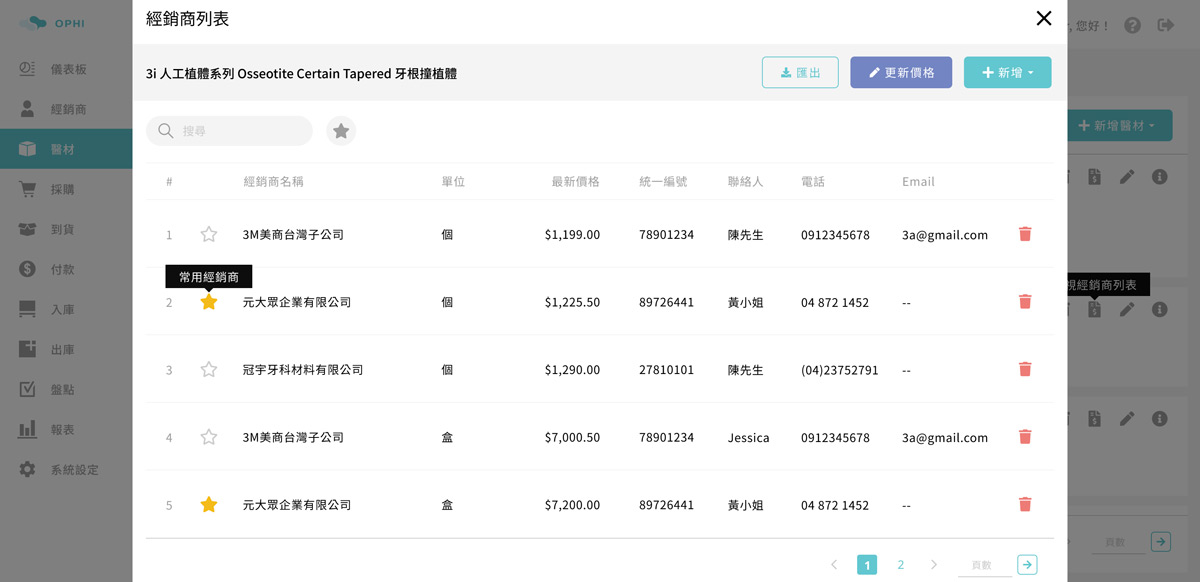 OPHI
儀表板
經銷商
醫材
採購
到貨
付款
入庫
出庫
盤點
報表
系統設定
經銷商列表
您好！
3i 人工植體系列 Osseotite Certain Tapered 牙根撞植體
匯出
更新價格
新增
新增醫材
搜尋
# 經銷商名稱 單位 最新價格 統一編號 聯絡人 電話 Email
1 3M美商台灣子公司 個 $1,199.00 78901234 陳先生 0912345678 3a@gmail.com
常用經銷商
2 元大眾企業有限公司 個 $1,225.50 89726441 黃小姐 04 872 1452 --
視經銷商列表
3 冠宇牙科材料有限公司 個 $1,290.00 27810101 陳先生 (04)23752791 --
4 3M美商台灣子公司 盒 $7,000.50 78901234 Jessica 0912345678 3a@gmail.com
5 元大眾企業有限公司 盒 $7,200.00 89726441 黃小姐 04 872 1452 --
1 2 頁數
頁數